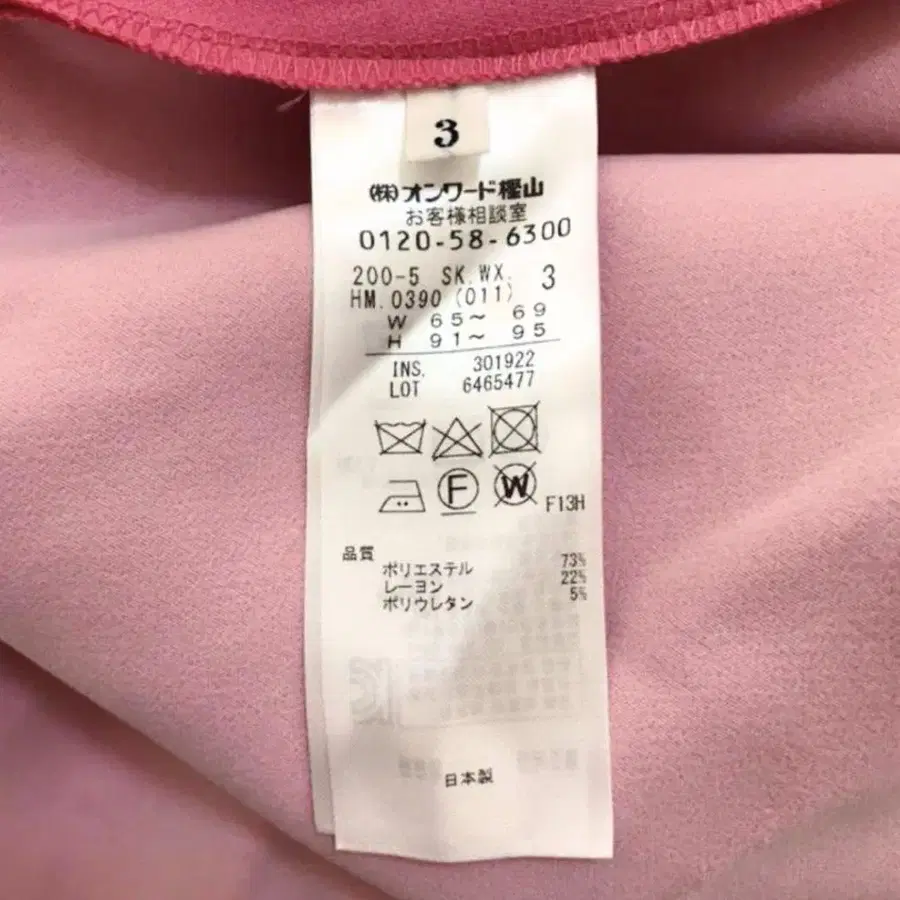 3
㈱オンワード樫山
お客様相談室
0120-58-6300
200-5 SK.WX. 3
HM.0390 (011)
W 65〜 69
H 91〜 95
INS. 301922
LOT 6465477
F
W
F13H
品質
ポリエステル 73%
レーヨン 22%
ポリウレタン 5%
日本製